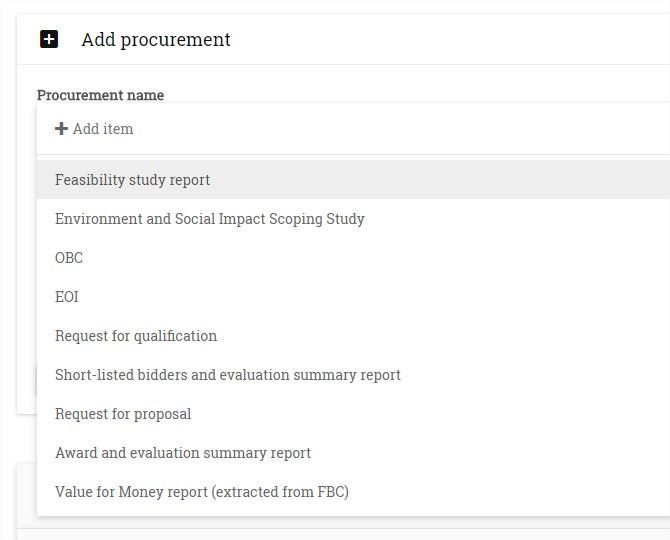 Add procurement
Procurement name
Add item
Feasibility study report
Environment and Social Impact Scoping Study
OBC
EOI
Request for qualification
Short-listed bidders and evaluation summary report
Request for proposal
Award and evaluation summary report
Value for Money report (extracted from FBC)